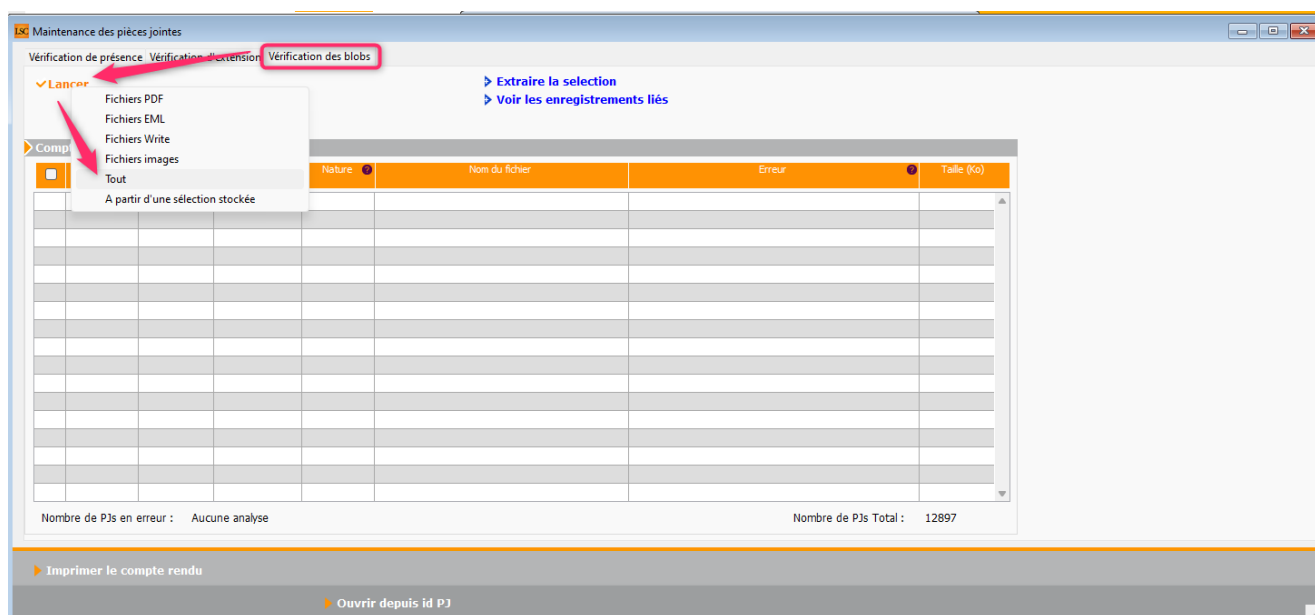 LSC Maintenance des pièces jointes
Vérification de présence Vérification d'extension Vérification des blobs
Lancer
Extraire la selection
Voir les enregistrements liés
Fichiers PDF
Fichiers EML
Fichiers Write
Fichiers images
Tout
A partir d'une sélection stockée
Comp
Nature ? Nom du fichier Erreur ? Taille (Ko)
Nombre de PJs en erreur : Aucune analyse Nombre de PJs Total : 12897
Imprimer le compte rendu
Ouvrir depuis id PJ